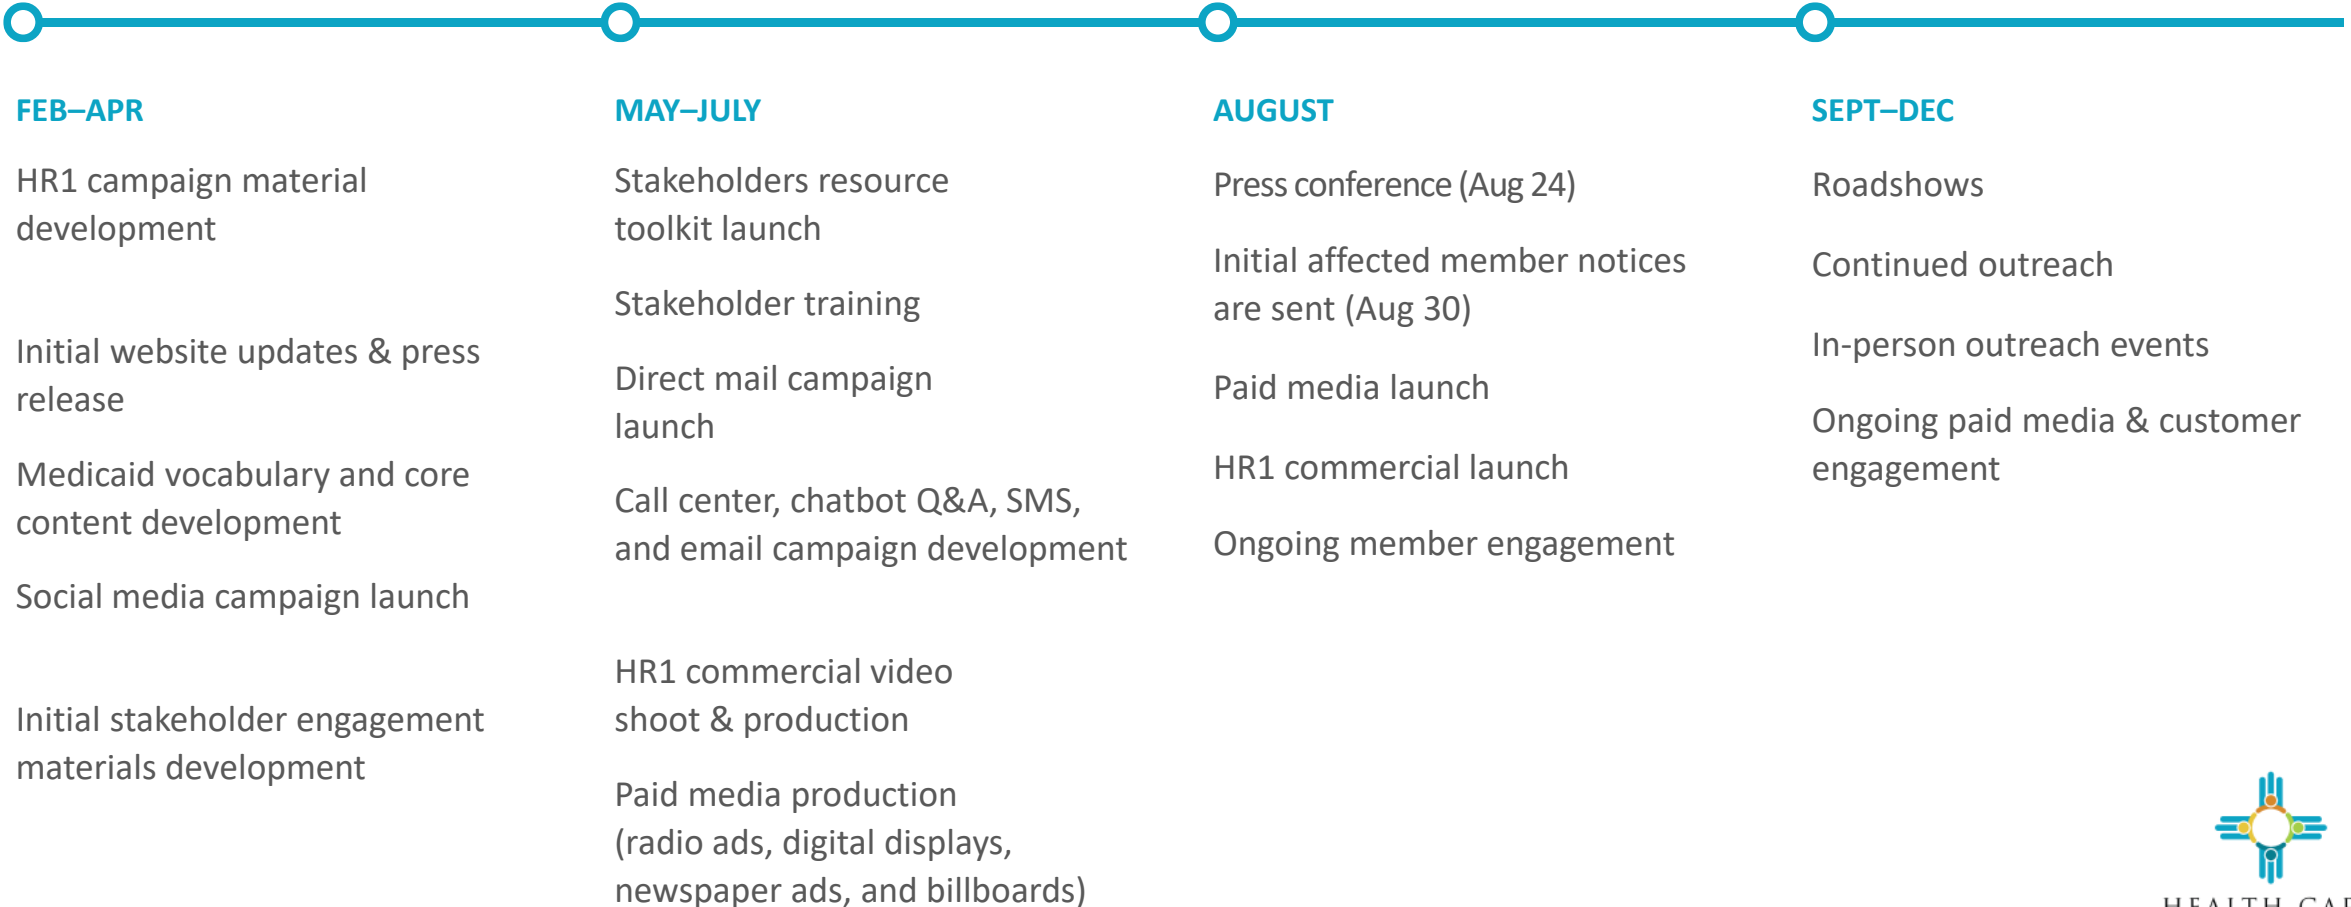 FEB–APR
HR1 campaign material
development
Initial website updates & press
release
Medicaid vocabulary and core
content development
Social media campaign launch
Initial stakeholder engagement
materials development
MAY–JULY
Stakeholders resource
toolkit launch
Stakeholder training
Direct mail campaign
launch
Call center, chatbot Q&A, SMS,
and email campaign development
HR1 commercial video
shoot & production
Paid media production
(radio ads, digital displays,
newspaper ads, and billboards)
AUGUST
Press conference (Aug 24)
Initial affected member notices
are sent (Aug 30)
Paid media launch
HR1 commercial launch
Ongoing member engagement
SEPT–DEC
Roadshows
Continued outreach
In-person outreach events
Ongoing paid media & customer
engagement
HEALTH